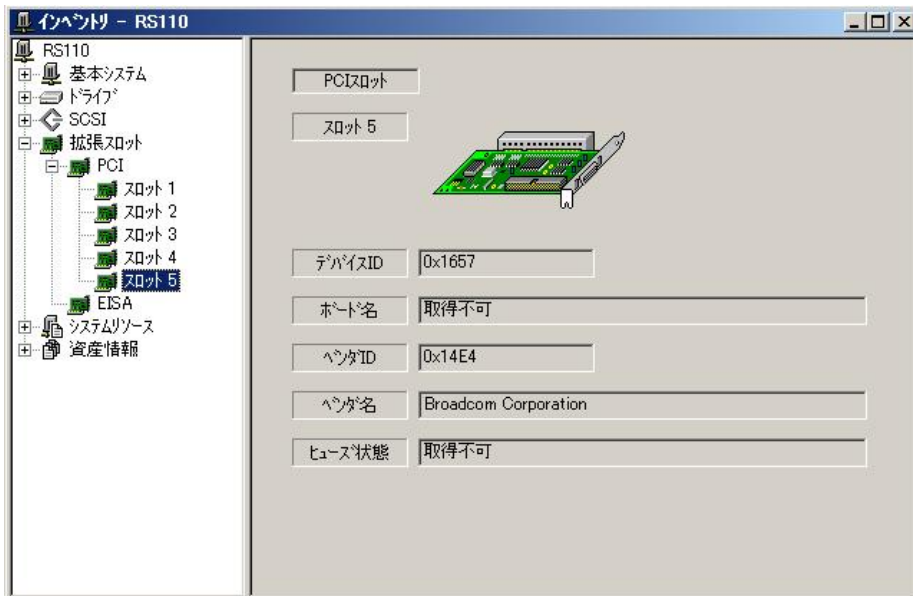 インベントリ - RS110
RS110
基本システム
ドライブ
SCSI
拡張スロット
PCI
スロット 1
スロット 2
スロット 3
スロット 4
スロット 5
EISA
システムリソース
資産情報
PCIスロット
スロット 5
デバイスID 0x1657
ボード名 取得不可
ベンダID 0x14E4
ベンダ名 Broadcom Corporation
ヒューズ状態 取得不可